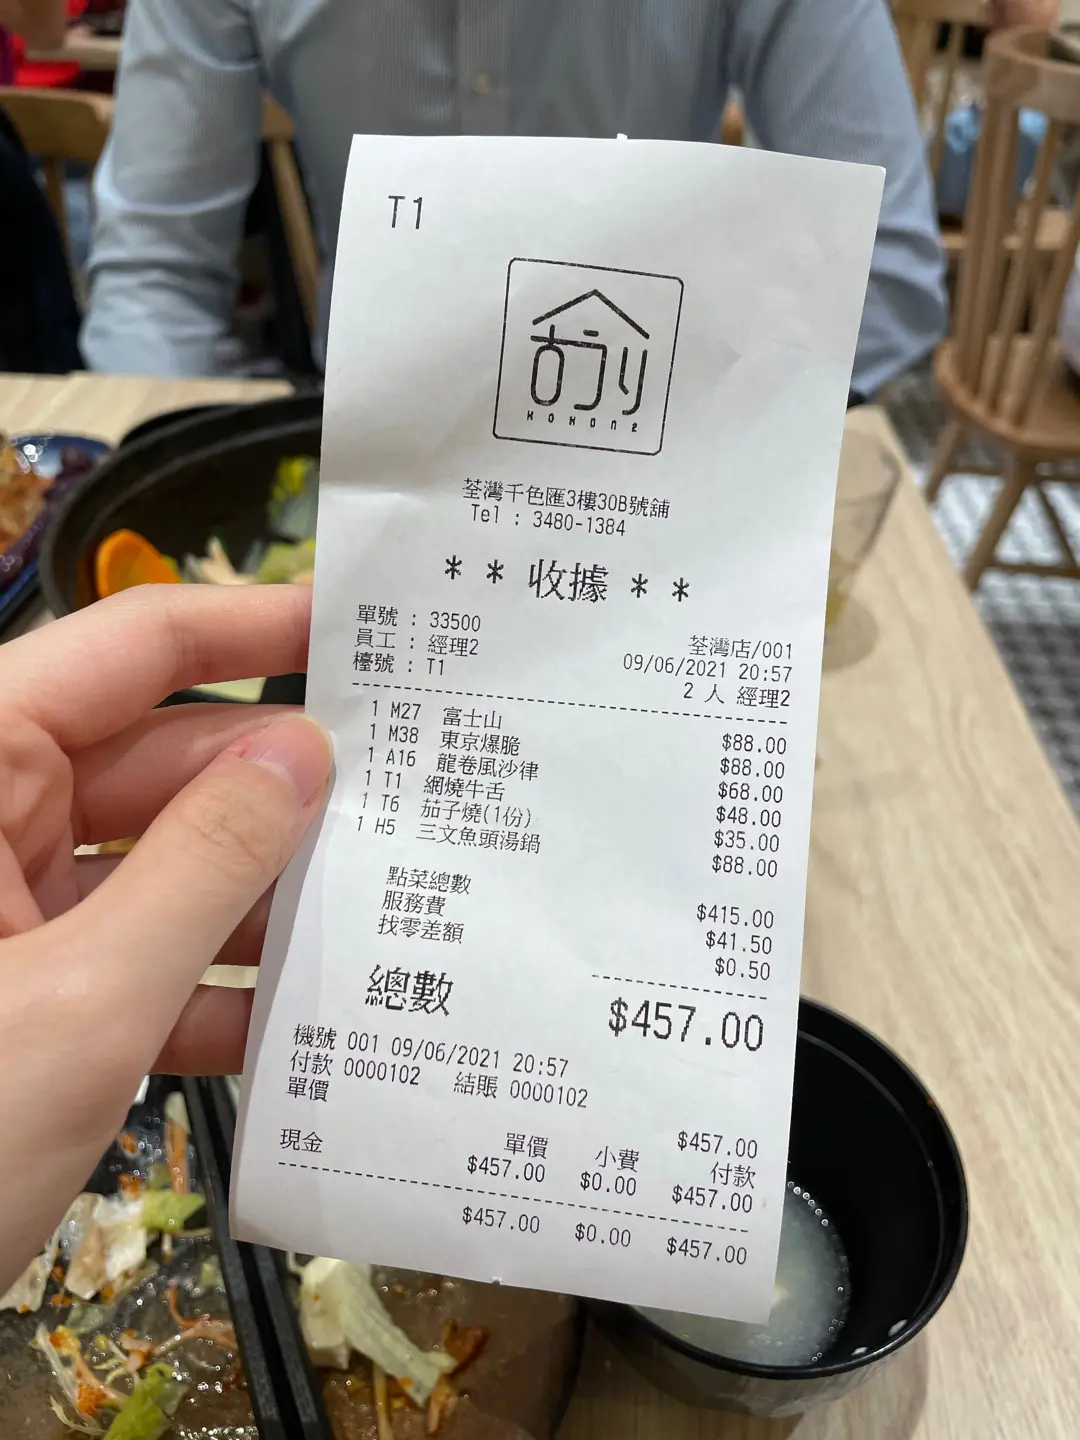 T1
KOKONÉ
荃灣千色匯3樓30B號舖
Tel : 3480-1384
* * 收據 * *
單號 : 33500
員工 : 經理2 荃灣店/001
檯號 : T1 09/06/2021 20:57
2 人 經理2
1 M27 富士山 $88.00
1 M38 東京爆脆 $88.00
1 A16 龍卷風沙律 $68.00
1 T1 網燒牛舌 $48.00
1 T6 茄子燒(1份) $35.00
1 H5 三文魚頭湯鍋 $88.00
點菜總數 $415.00
服務費 $41.50
找零差額 $0.50
總數 $457.00
機號 001 09/06/2021 20:57
付款 0000102 結賬 0000102
單價 $457.00
單價 小費 付款
現金 $457.00 $0.00 $457.00
$457.00 $0.00 $457.00